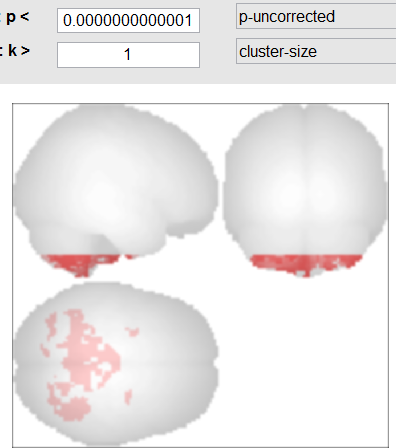 : p < 0.0000000000001 p-uncorrected
: k > 1 cluster-size